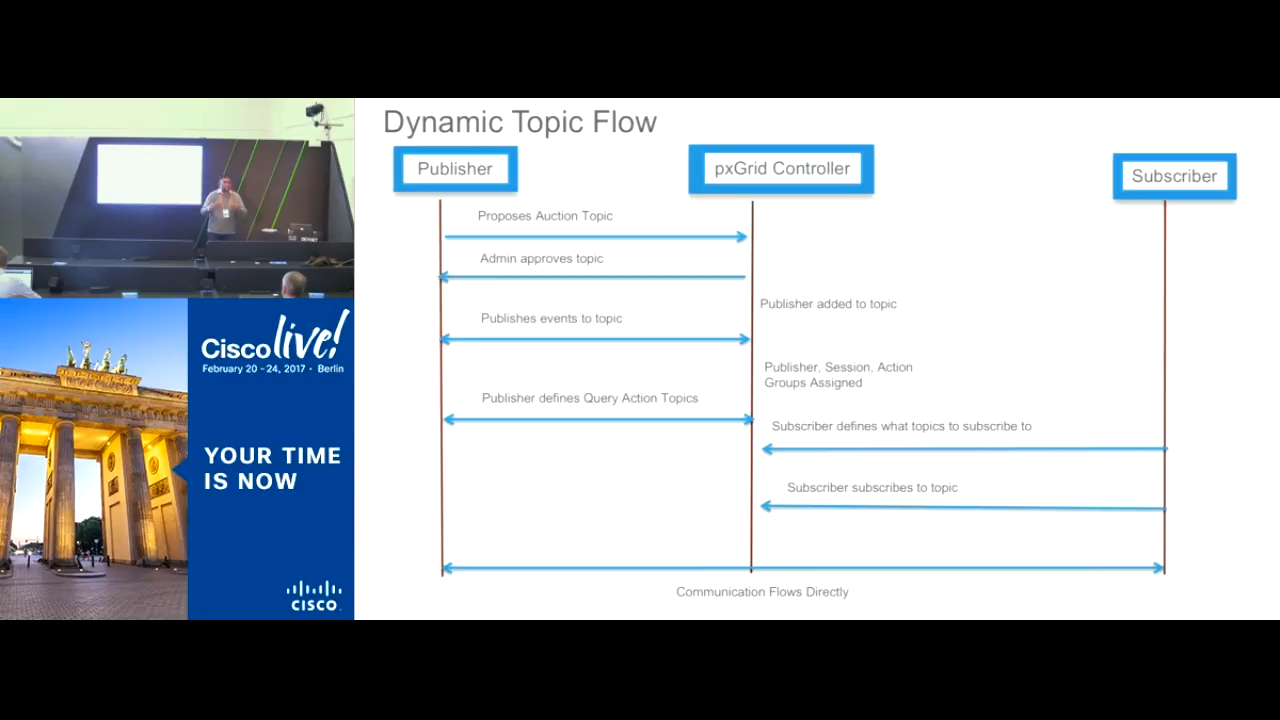 Dynamic Topic Flow
Publisher
pxGrid Controller
Subscriber
Proposes Auction Topic
Admin approves topic
Publisher added to topic
Publishes events to topic
Publisher, Session, Action
Groups Assigned
Publisher defines Query Action Topics
Subscriber defines what topics to subscribe to
Subscriber subscribes to topic
Communication Flows Directly
Cisco live!
February 20 - 24, 2017 • Berlin
YOUR TIME
IS NOW
CISCO